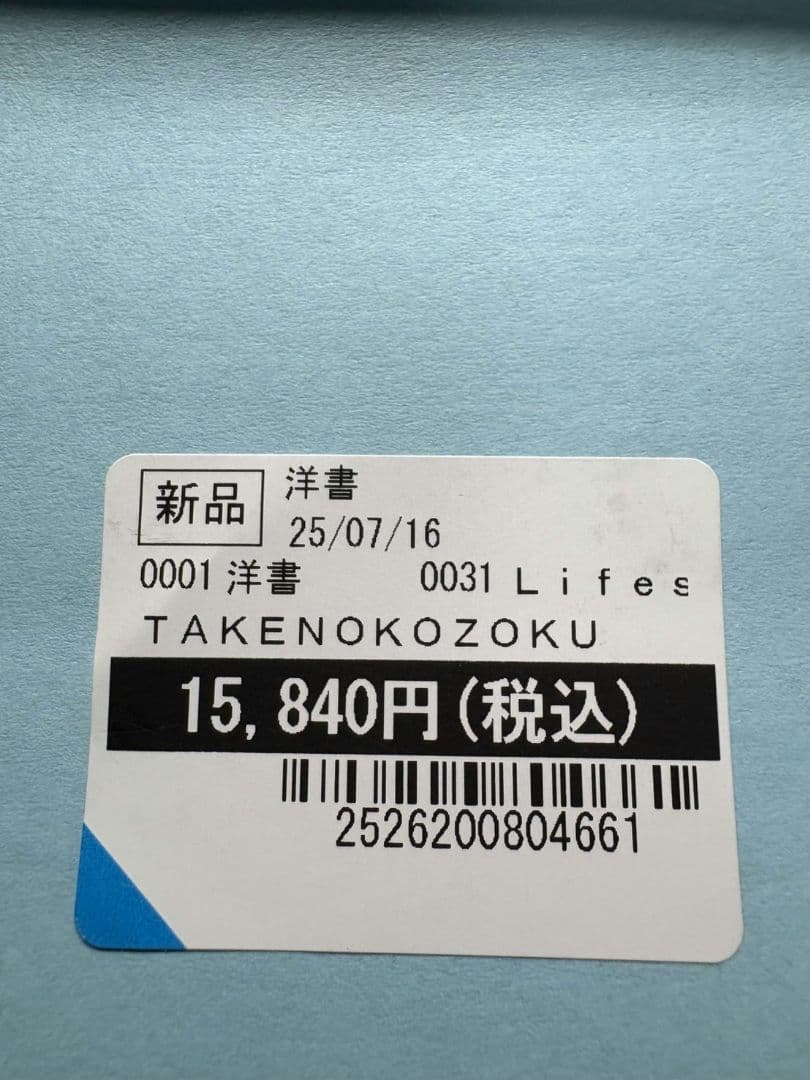 新品 洋書
25/07/16
0001 洋書 0031 Lifes
TAKENOKOZOKU
15,840円(税込)
2526200804661